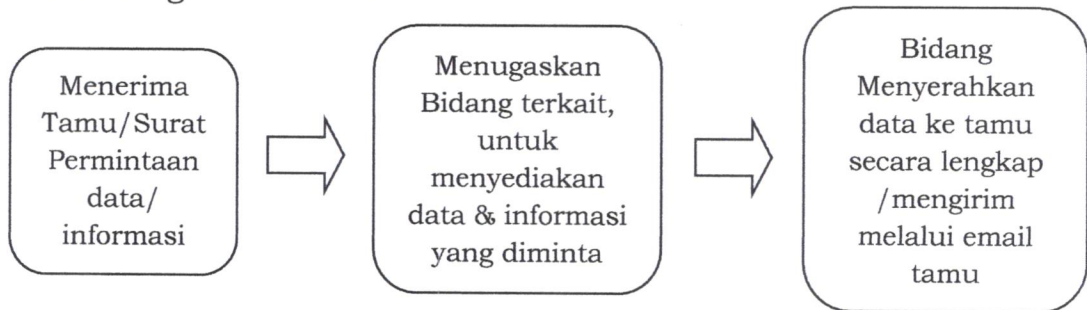 Menerima
Tamu/Surat
Permintaan
data/
informasi
Menugaskan
Bidang terkait,
untuk
menyediakan
data & informasi
yang diminta
Bidang
Menyerahkan
data ke tamu
secara lengkap
/mengirim
melalui email
tamu